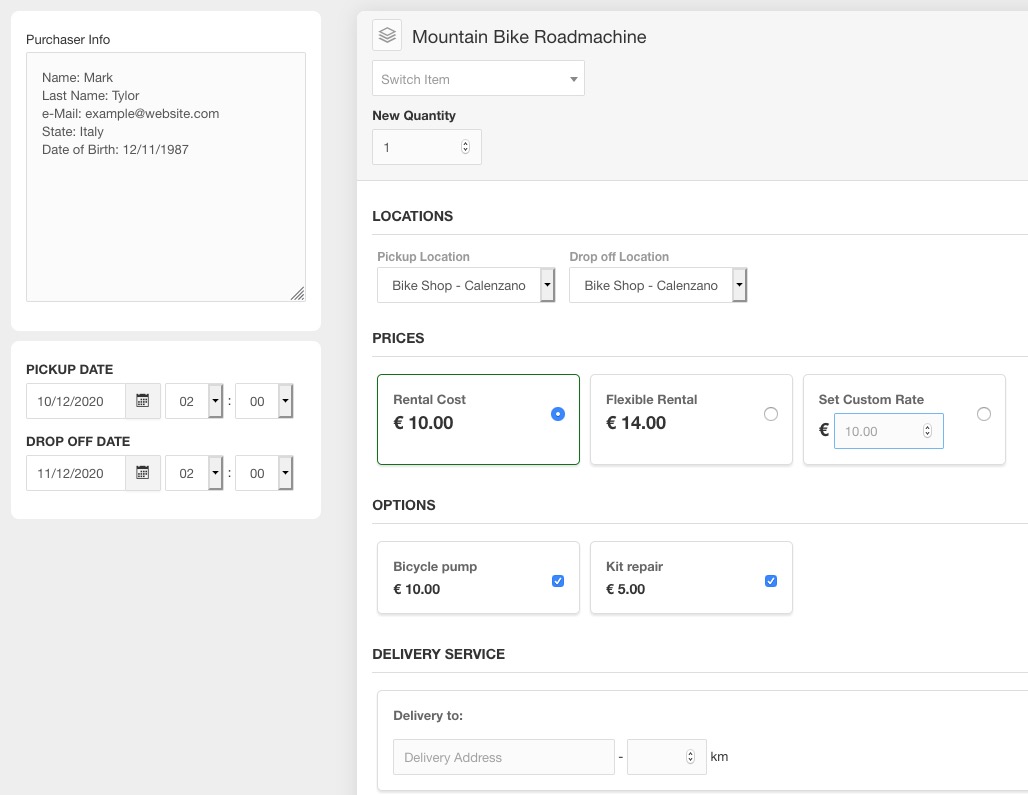 Purchaser Info
Name: Mark
Last Name: Tylor
e-Mail: example@website.com
State: Italy
Date of Birth: 12/11/1987
PICKUP DATE
10/12/2020 02 : 00
DROP OFF DATE
11/12/2020 02 : 00
Mountain Bike Roadmachine
Switch Item
New Quantity
1
LOCATIONS
Pickup Location Drop off Location
Bike Shop - Calenzano Bike Shop - Calenzano
PRICES
Rental Cost Flexible Rental Set Custom Rate
€ 10.00 € 14.00 € 10.00
OPTIONS
Bicycle pump Kit repair
€ 10.00 € 5.00
DELIVERY SERVICE
Delivery to:
Delivery Address - km